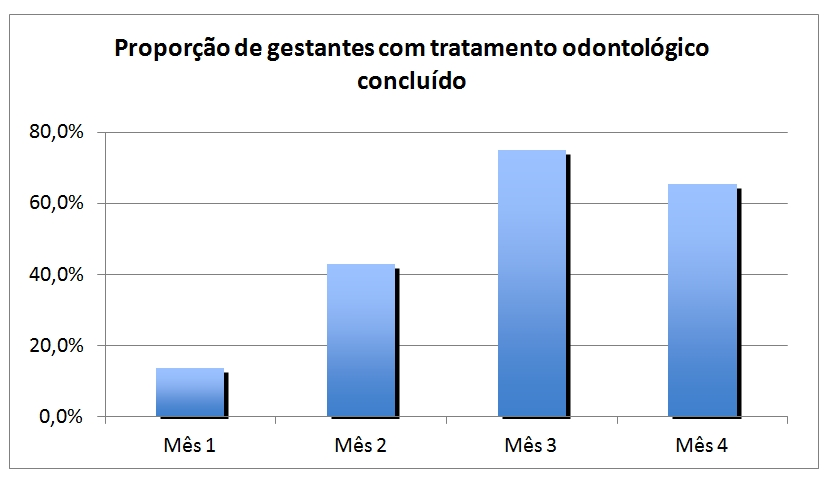 Proporção de gestantes com tratamento odontológico
concluído
80,0%
60,0%
40,0%
20,0%
0,0%
Mês 1 Mês 2 Mês 3 Mês 4